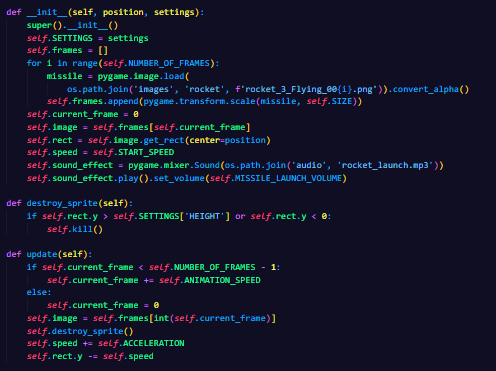 def __init__(self, position, settings):
    super().__init__()
    self.SETTINGS = settings
    self.frames = []
    for i in range(self.NUMBER_OF_FRAMES):
        missile = pygame.image.load(
            os.path.join('images', 'rocket', f'rocket_3_Flying_00{i}.png')).convert_alpha()
        self.frames.append(pygame.transform.scale(missile, self.SIZE))
    self.current_frame = 0
    self.image = self.frames[self.current_frame]
    self.rect = self.image.get_rect(center=position)
    self.speed = self.START_SPEED
    self.sound_effect = pygame.mixer.Sound(os.path.join('audio', 'rocket_launch.mp3'))
    self.sound_effect.play().set_volume(self.MISSILE_LAUNCH_VOLUME)

def destroy_sprite(self):
    if self.rect.y > self.SETTINGS['HEIGHT'] or self.rect.y < 0:
        self.kill()

def update(self):
    if self.current_frame < self.NUMBER_OF_FRAMES - 1:
        self.current_frame += self.ANIMATION_SPEED
    else:
        self.current_frame = 0
    self.image = self.frames[int(self.current_frame)]
    self.destroy_sprite()
    self.speed += self.ACCELERATION
    self.rect.y -= self.speed